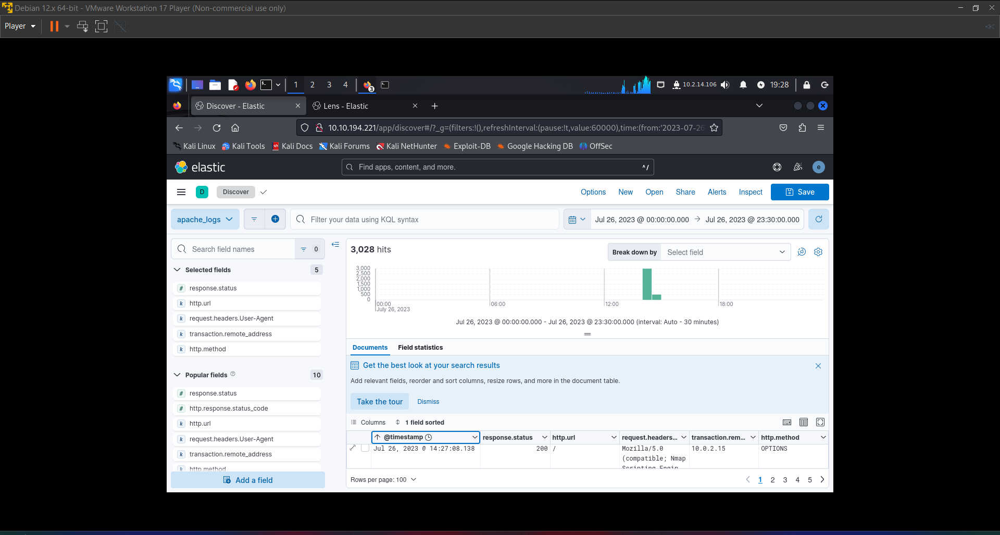 Debian 12.x 64-bit - VMware Workstation 17 Player (Non-commercial use only)
Player
1 2 3 4 3 10.2.14.106 19:28
Discover - Elastic Lens - Elastic
10.10.194.221/app/discover#/?_g=(filters:!(),refreshInterval:(pause:!t,value:60000),time:(from:'2023-07-26
Kali Linux Kali Tools Kali Docs Kali Forums Kali NetHunter Exploit-DB Google Hacking DB OffSec
elastic Find apps, content, and more. ^/ e
D Discover Options New Open Share Alerts Inspect Save
apache_logs Filter your data using KQL syntax Jul 26, 2023 @ 00:00:00.000 → Jul 26, 2023 @ 23:30:00.000
Search field names 0
Selected fields 5
k response.status
k http.url
k request.headers.User-Agent
k transaction.remote_address
k http.method
Popular fields 10
# response.status
# http.response.status_code
k http.url
k request.headers.User-Agent
k transaction.remote_address
http.method
Add a field
3,028 hits
Break down by Select field
3,000
2,500
2,000
1,500
1,000
500
0
00:00 06:00 12:00 18:00
July 26, 2023
Jul 26, 2023 @ 00:00:00.000 - Jul 26, 2023 @ 23:30:00.000 (interval: Auto - 30 minutes)
Documents Field statistics
Get the best look at your search results
Add relevant fields, reorder and sort columns, resize rows, and more in the document table.
Take the tour Dismiss
Columns 1 field sorted
@timestamp response.status http.url request.headers... transaction.rem... http.method
Jul 26, 2023 @ 14:27:08.138 200 / Mozilla/5.0 10.0.2.15 OPTIONS
(compatible; Nmap
Scripting Engin
Rows per page: 100 1 2 3 4 5